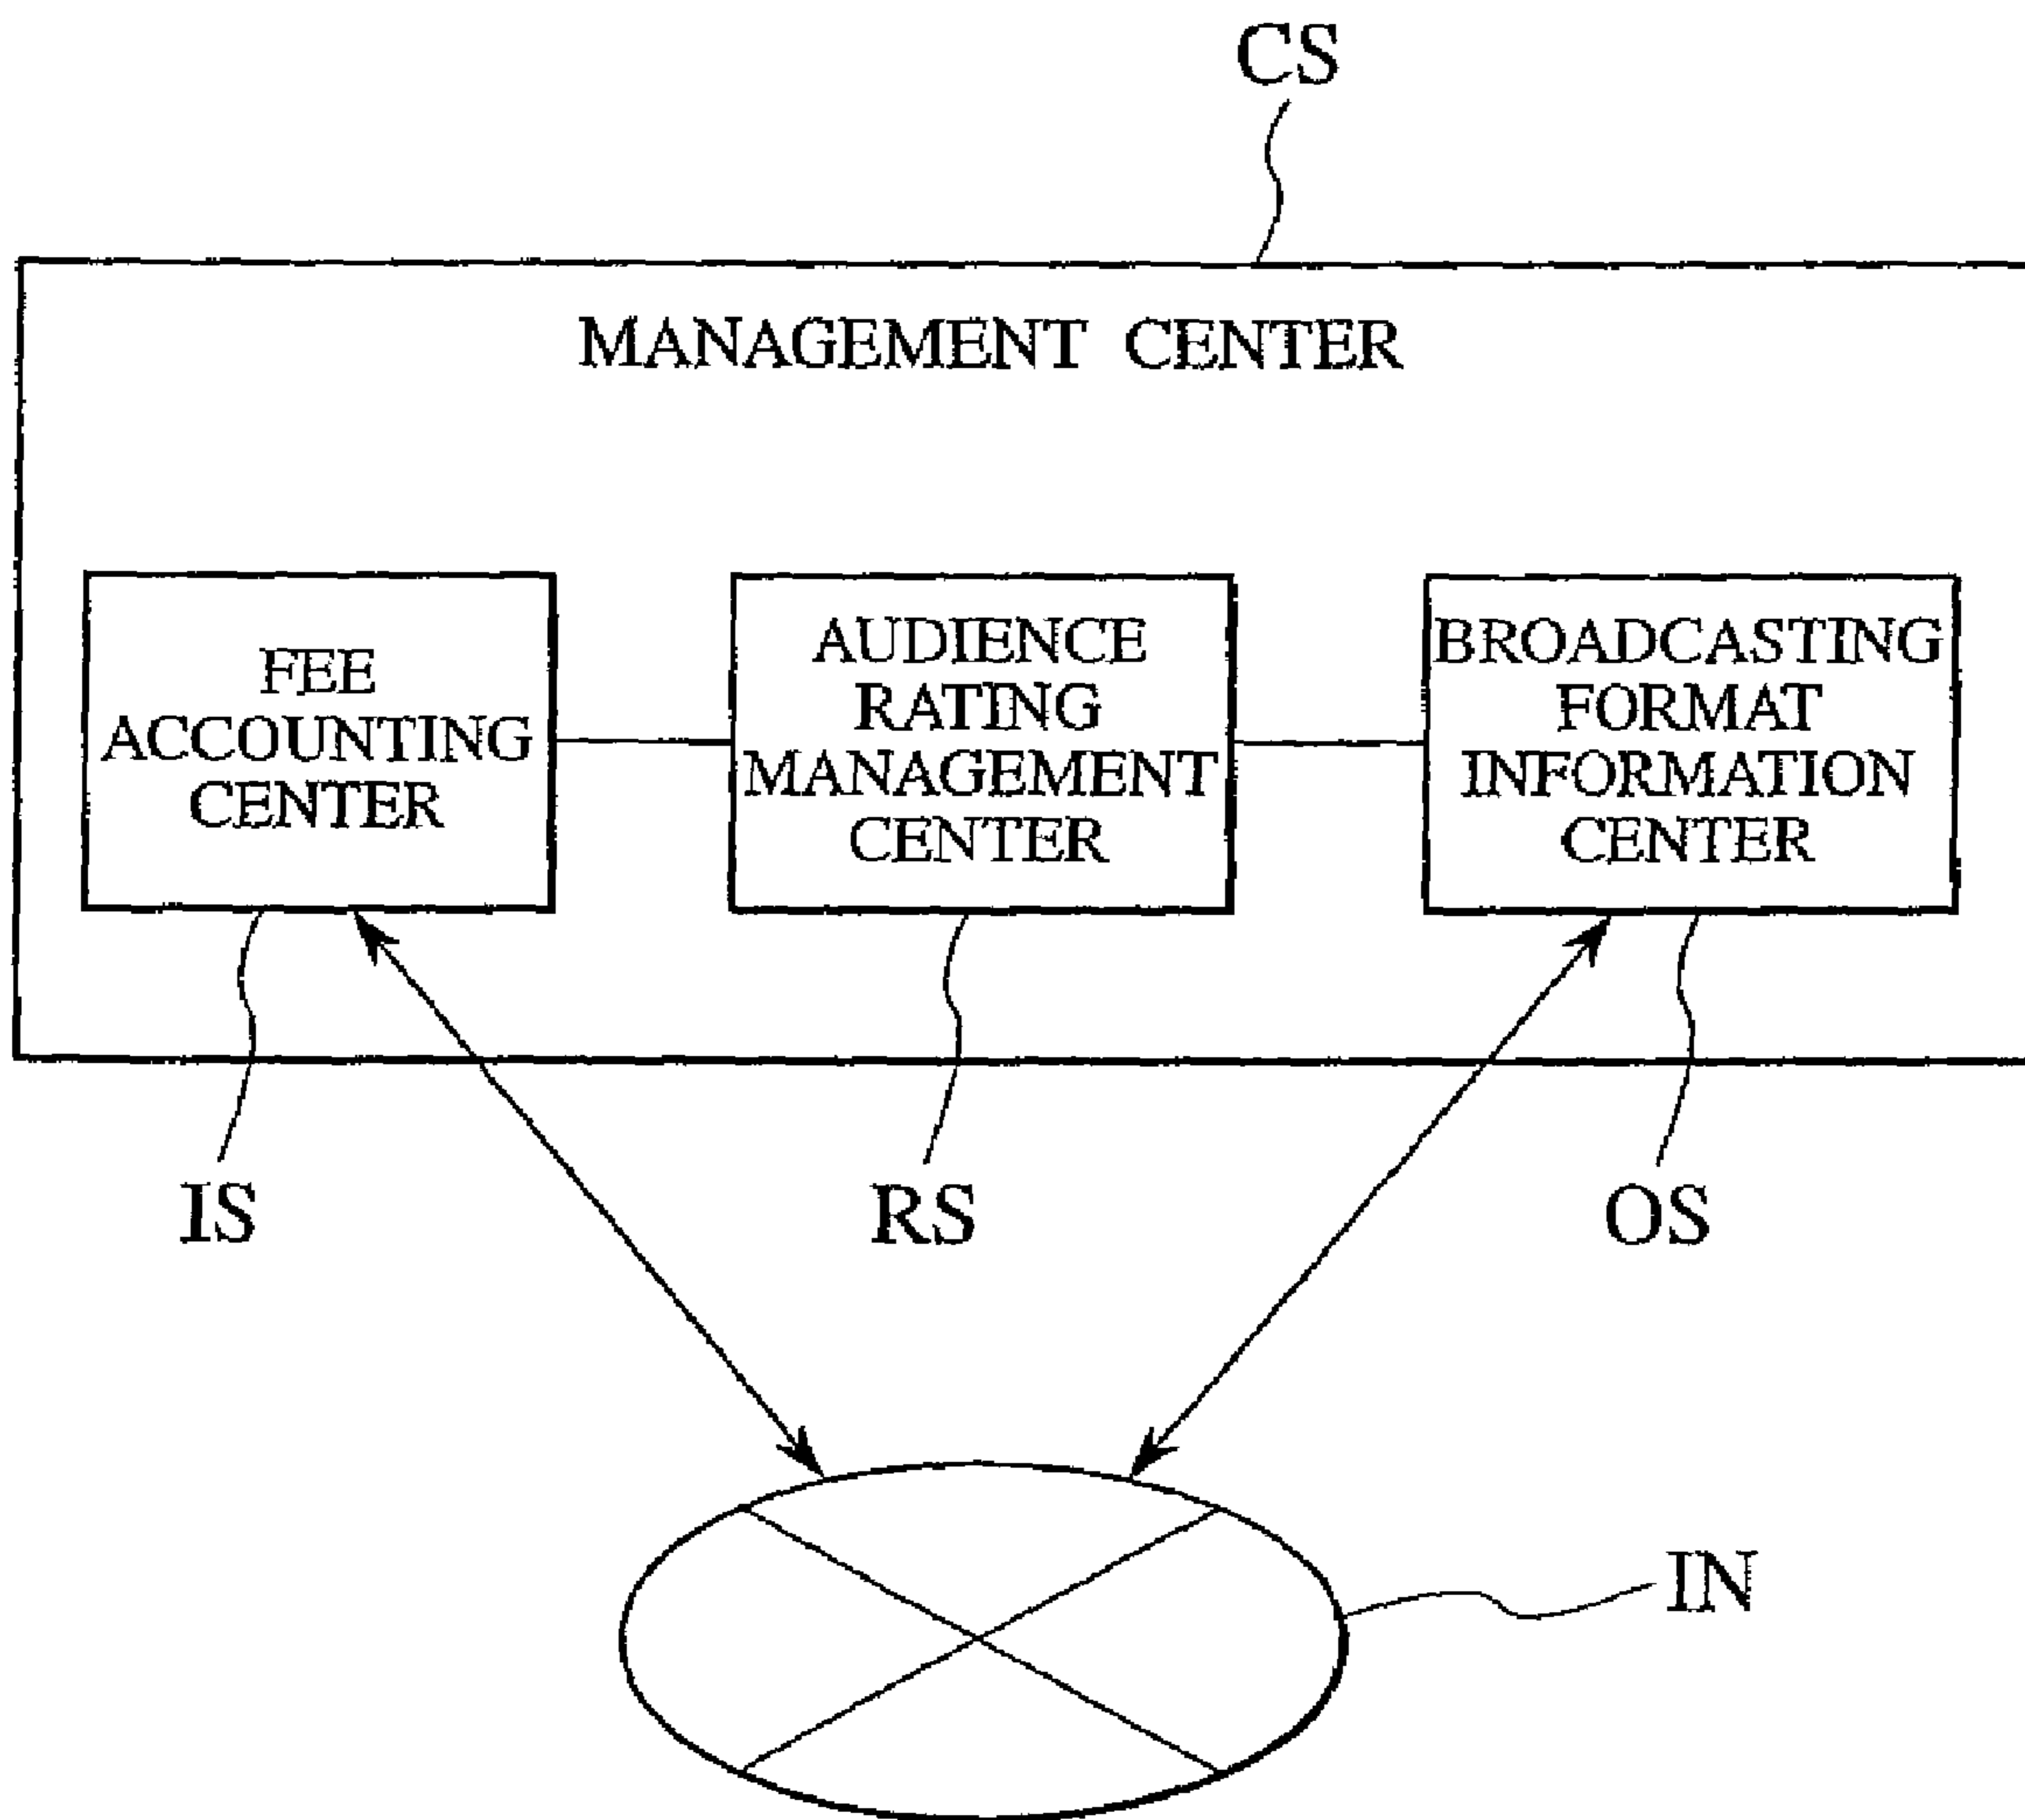 CS
MANAGEMENT CENTER
FEE
ACCOUNTING
CENTER
AUDIENCE
RATING
MANAGEMENT
CENTER
BROADCASTING
FORMAT
INFORMATION
CENTER
IS
RS
OS
IN